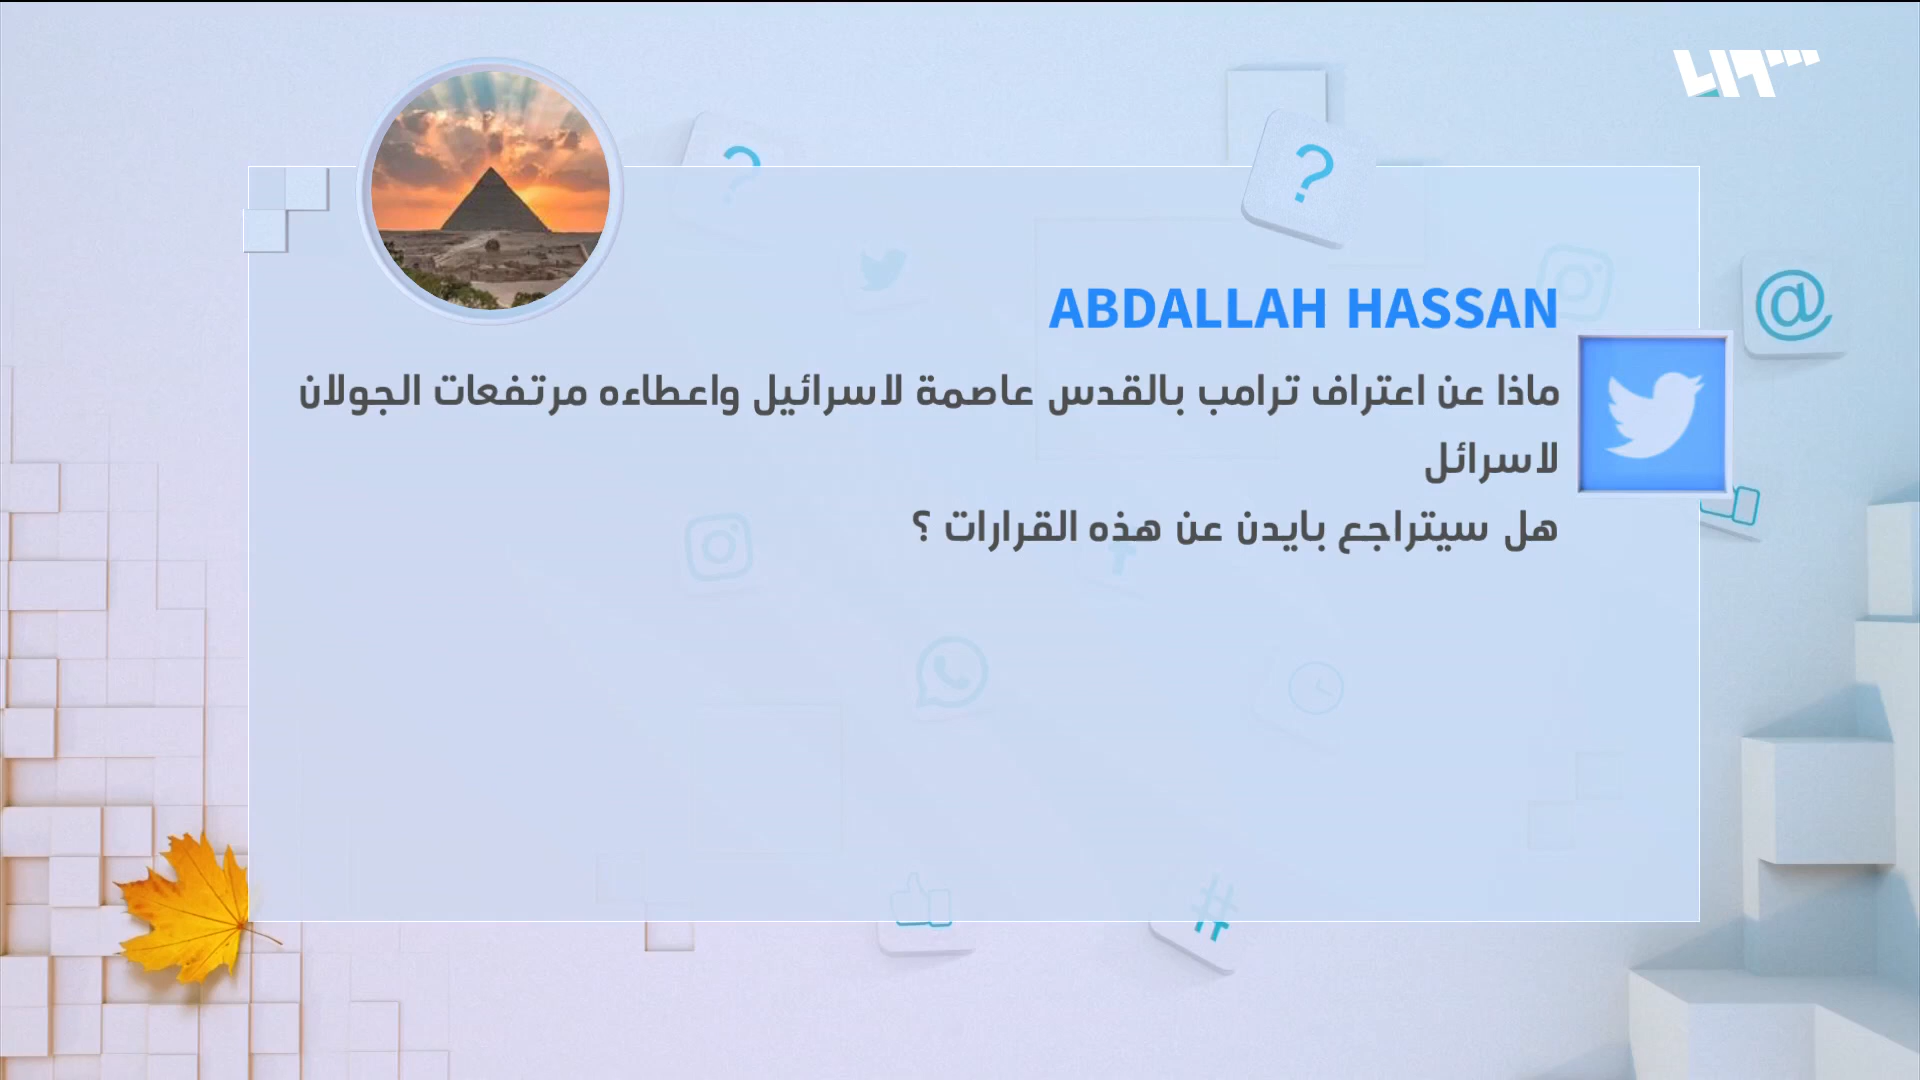 ABDALLAH HASSAN
ماذا عن اعتراف ترامب بالقدس عاصمة لاسرائيل واعطاءه مرتفعات الجولان
لاسرائل
هل سيتراجع بايدن عن هذه القرارات ؟